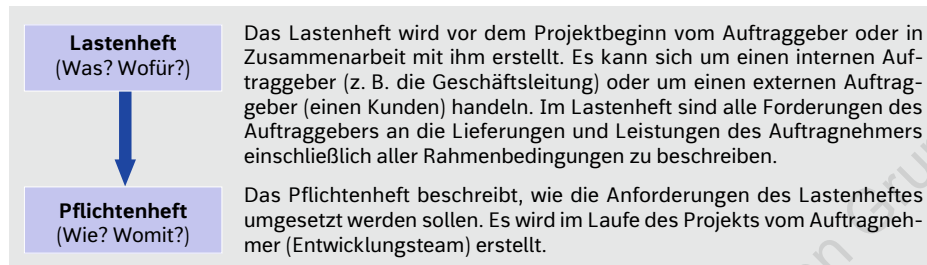 Lastenheft
(Was? Wofür?)
Das Lastenheft wird vor dem Projektbeginn vom Auftraggeber oder in
Zusammenarbeit mit ihm erstellt. Es kann sich um einen internen Auf-
traggeber (z. B. die Geschäftsleitung) oder um einen externen Auftrag-
geber (einen Kunden) handeln. Im Lastenheft sind alle Forderungen des
Auftraggebers an die Lieferungen und Leistungen des Auftragnehmers
einschließlich aller Rahmenbedingungen zu beschreiben.
Pflichtenheft
(Wie? Womit?)
Das Pflichtenheft beschreibt, wie die Anforderungen des Lastenheftes
umgesetzt werden sollen. Es wird im Laufe des Projekts vom Auftragneh-
mer (Entwicklungsteam) erstellt.